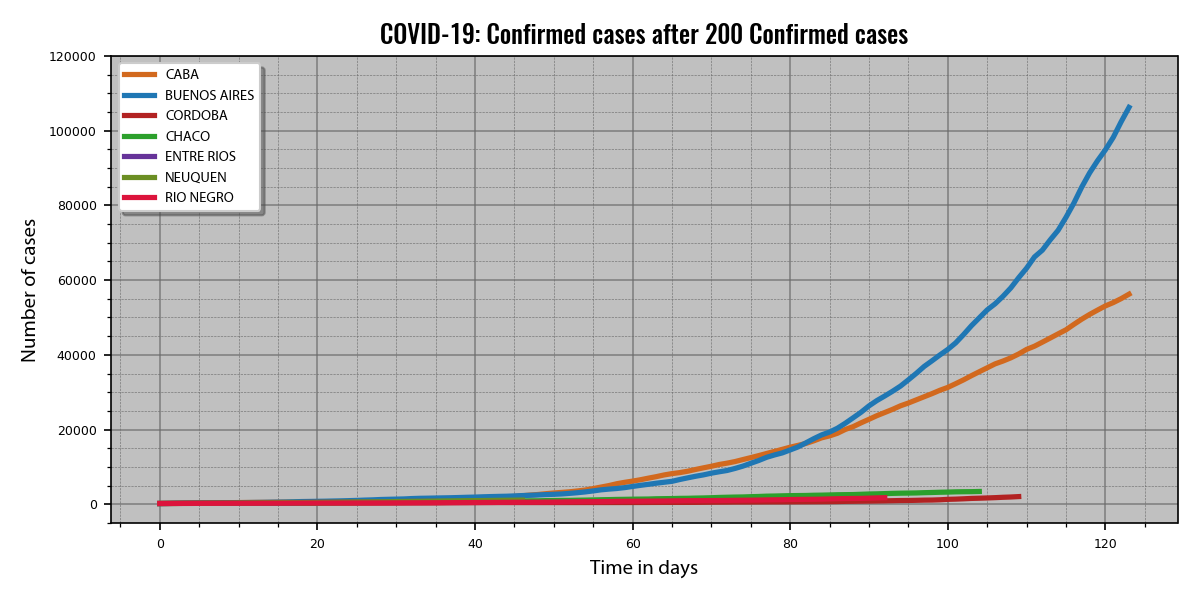 COVID-19: Confirmed cases after 200 Confirmed cases
120000
100000
80000
60000
40000
20000
0
Number of cases
CABA
BUENOS AIRES
CORDOBA
CHACO
ENTRE RIOS
NEUQUEN
RIO NEGRO
0 20 40 60 80 100 120
Time in days